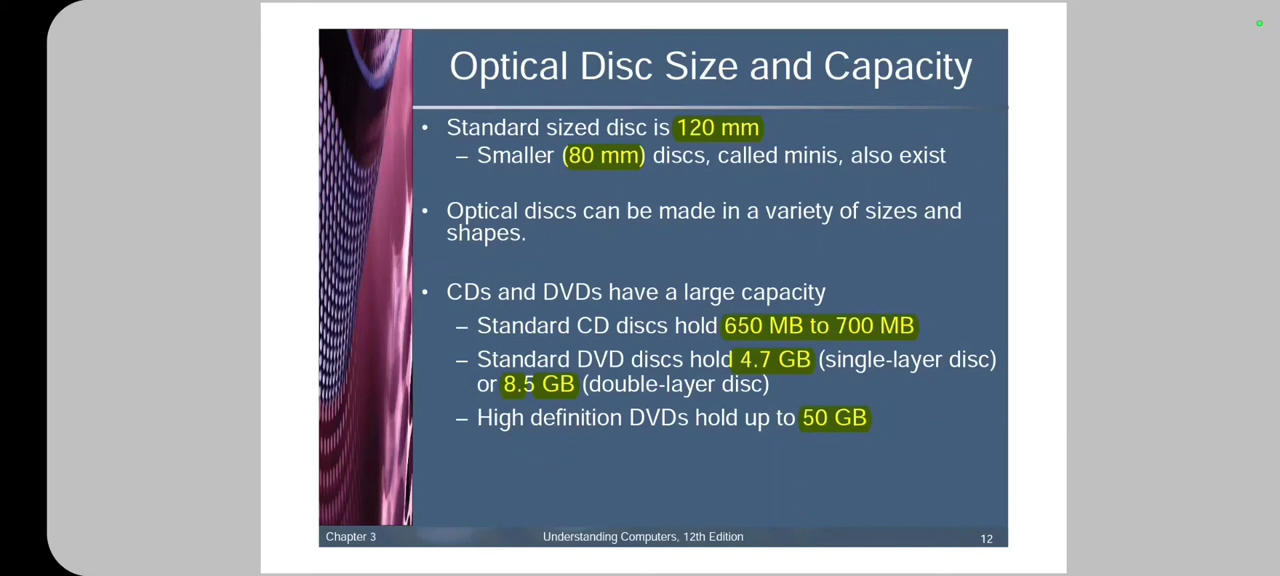 Optical Disc Size and Capacity
• Standard sized disc is 120 mm
– Smaller (80 mm) discs, called minis, also exist
• Optical discs can be made in a variety of sizes and
shapes.
• CDs and DVDs have a large capacity
– Standard CD discs hold 650 MB to 700 MB
– Standard DVD discs hold 4.7 GB (single-layer disc)
or 8.5 GB (double-layer disc)
– High definition DVDs hold up to 50 GB
Chapter 3
Understanding Computers, 12th Edition
12